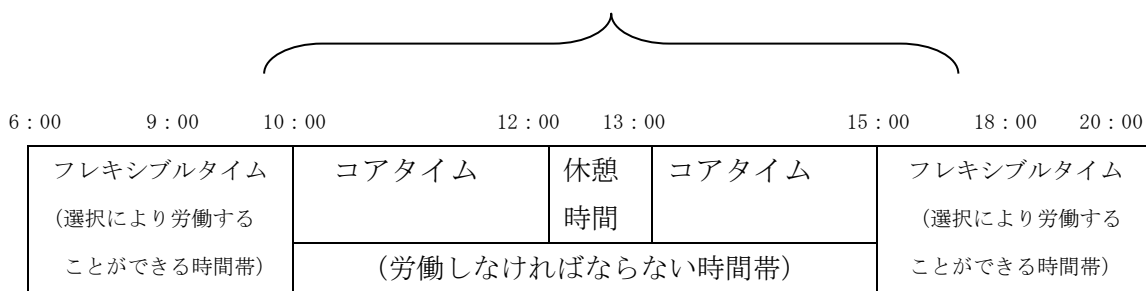 6：00 9：00 10：00 12：00 13：00 15：00 18：00 20：00
フレキシブルタイム コアタイム 休憩 コアタイム フレキシブルタイム
（選択により労働する 時間 （選択により労働する
ことができる時間帯） （労働しなければならない時間帯） ことができる時間帯）